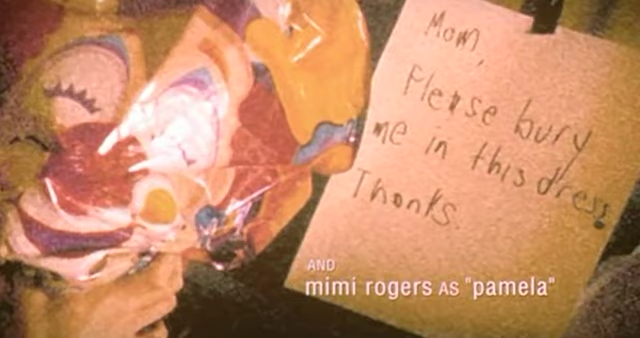 Mom,
Please bury
me in this dress.
Thanks.
AND
mimi rogers AS "pamela"